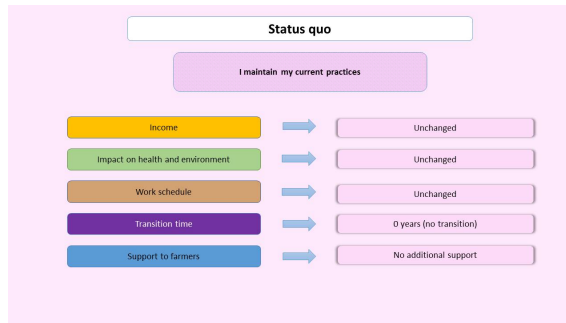 Status quo
I maintain my current practices
Income
Unchanged
Impact on health and environment
Unchanged
Work schedule
Unchanged
Transition time
0 years (no transition)
Support to farmers
No additional support